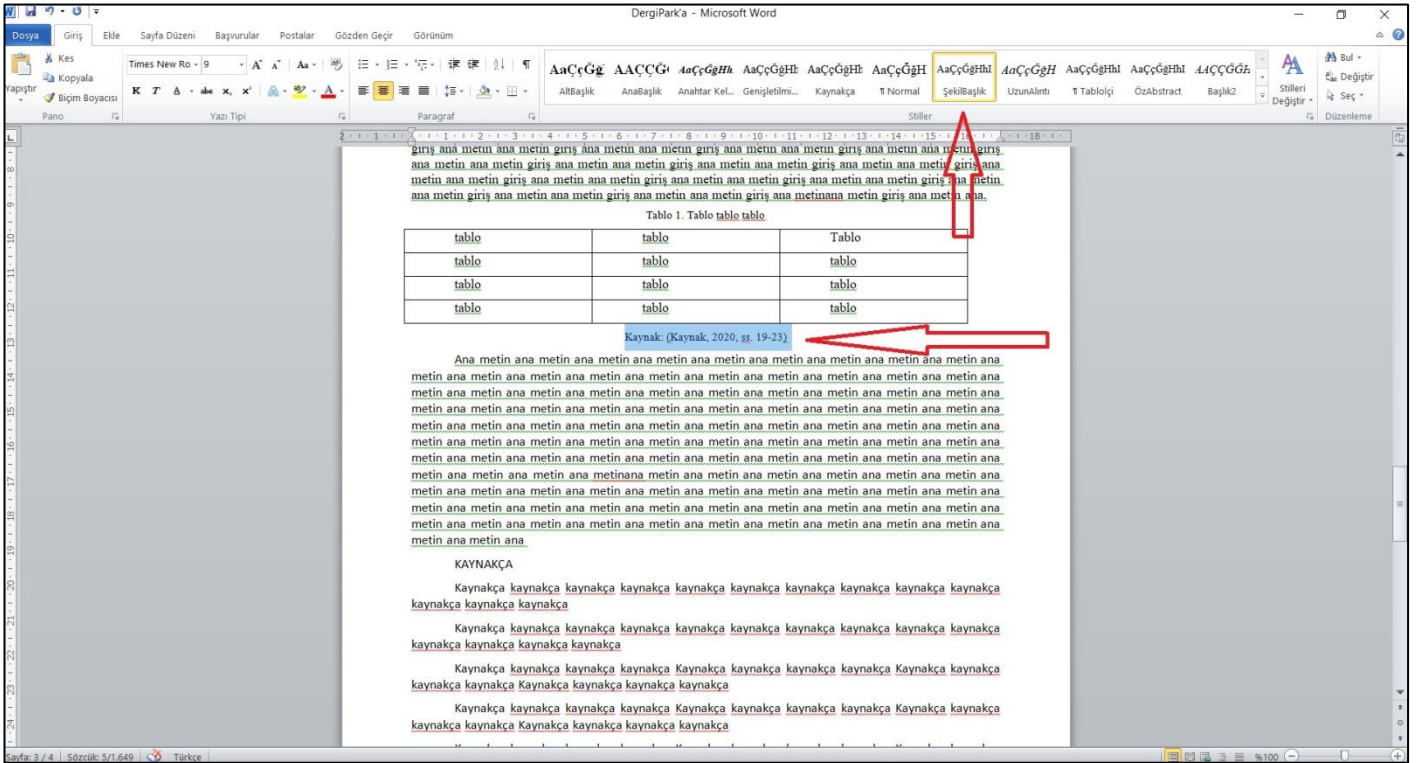 DergiPark'a - Microsoft Word
Dosya Giriş Ekle Sayfa Düzeni Başvurular Postalar Gözden Geçir Görünüm
Yapıştır
Kes
Kopyala
Biçim Boyacısı
Pano
Times New Ro 9
Yazı Tipi
Paragraf
AaÇçĞğ AAÇÇĞ AaÇçĞğHh AaÇçĞğHh AaÇçĞğHh AaÇçĞğH AaÇçĞğHhI AaÇçĞğH AaÇçĞğHhI AaÇçĞğHhI AAÇÇĞĞh
AltBaşlık AnaBaşlık Anahtar Kel... Genişletilmi... Kaynakça ¶ Normal ŞekilBaşlık UzunAlıntı ¶ Tabloİçi ÖzAbstract Başlık2
Stiller
Stilleri Değiştir
Bul
Değiştir
Seç
Düzenleme
giriş ana metin ana metin giriş ana metin ana metin giriş ana metin ana metin giriş ana metin ana metin giriş
ana metin ana metin giriş ana metin ana metin giriş ana metin ana metin giriş ana metin ana metin giriş ana
metin ana metin giriş ana metin ana metin giriş ana metin ana metin giriş ana metin ana metin giriş ana metin
ana metin giriş ana metin ana metin giriş ana metin ana metin giriş ana metinana metin giriş ana metin ana.
Tablo 1. Tablo tablo tablo
tablo tablo Tablo
tablo tablo tablo
tablo tablo tablo
tablo tablo tablo
Kaynak: (Kaynak, 2020, ss. 19-23)
Ana metin ana metin ana metin ana metin ana metin ana metin ana metin ana metin ana metin ana
metin ana metin ana metin ana metin ana metin ana metin ana metin ana metin ana metin ana metin ana
metin ana metin ana metin ana metin ana metin ana metin ana metin ana metin ana metin ana metin ana
metin ana metin ana metin ana metin ana metin ana metin ana metin ana metin ana metin ana metin ana
metin ana metin ana metin ana metin ana metin ana metin ana metin ana metin ana metin ana metin ana
metin ana metin ana metin ana metin ana metin ana metin ana metin ana metin ana metin ana metin ana
metin ana metin ana metin ana metin ana metin ana metin ana metin ana metin ana metin ana metin ana
metin ana metin ana metin ana metinana metin ana metin ana metin ana metin ana metin ana metin ana
metin ana metin ana metin ana metin ana metin ana metin ana metin ana metin ana metin ana metin ana
metin ana metin ana metin ana metin ana metin ana metin ana metin ana metin ana metin ana metin ana
metin ana metin ana metin ana metin ana metin ana metin ana metin ana metin ana metin ana metin ana
metin ana metin ana
KAYNAKÇA
Kaynakça kaynakça kaynakça kaynakça kaynakça kaynakça kaynakça kaynakça kaynakça kaynakça
kaynakça kaynakça kaynakça
Kaynakça kaynakça kaynakça kaynakça kaynakça kaynakça kaynakça kaynakça kaynakça kaynakça
kaynakça kaynakça kaynakça kaynakça
Kaynakça kaynakça kaynakça kaynakça Kaynakça kaynakça kaynakça kaynakça Kaynakça kaynakça
kaynakça kaynakça Kaynakça kaynakça kaynakça kaynakça
Kaynakça kaynakça kaynakça kaynakça Kaynakça kaynakça kaynakça kaynakça Kaynakça kaynakça
kaynakça kaynakça Kaynakça kaynakça kaynakça kaynakça
Sayfa: 3 / 4 Sözcük: 5/1.649 Türkçe %100